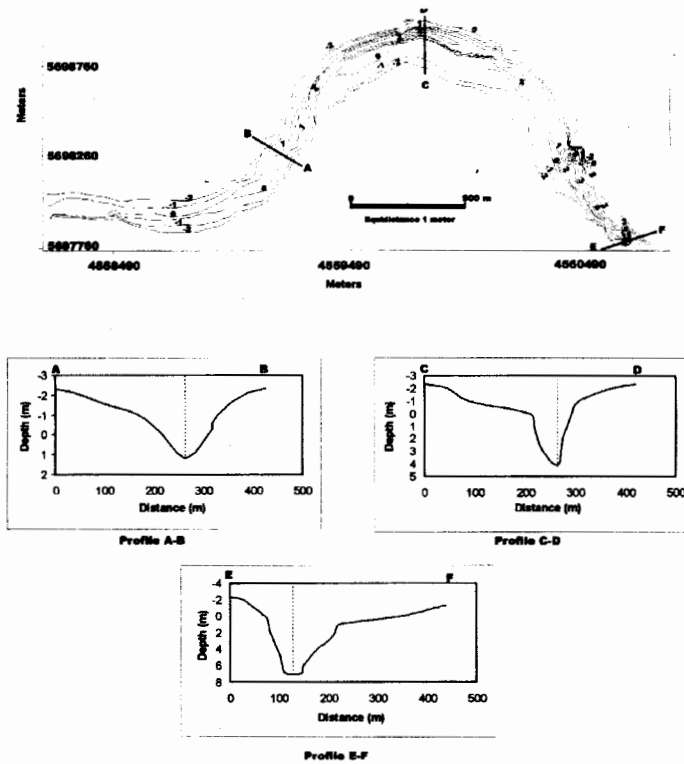 D
5698760
Meters
5698260
5697760
B
A
C
0
500 m
Equidistance 1 meter
E
F
4558490
4559490
4560490
Meters
A
B
-3
-2
-1
0
1
2
Depth (m)
0
100
200
300
400
500
Distance (m)
Profile A-B
C
D
-3
-2
-1
0
1
2
3
4
5
Depth (m)
0
100
200
300
400
500
Distance (m)
Profile C-D
E
F
-4
-2
0
2
4
6
8
Depth (m)
0
100
200
300
400
500
Distance (m)
Profile E-F